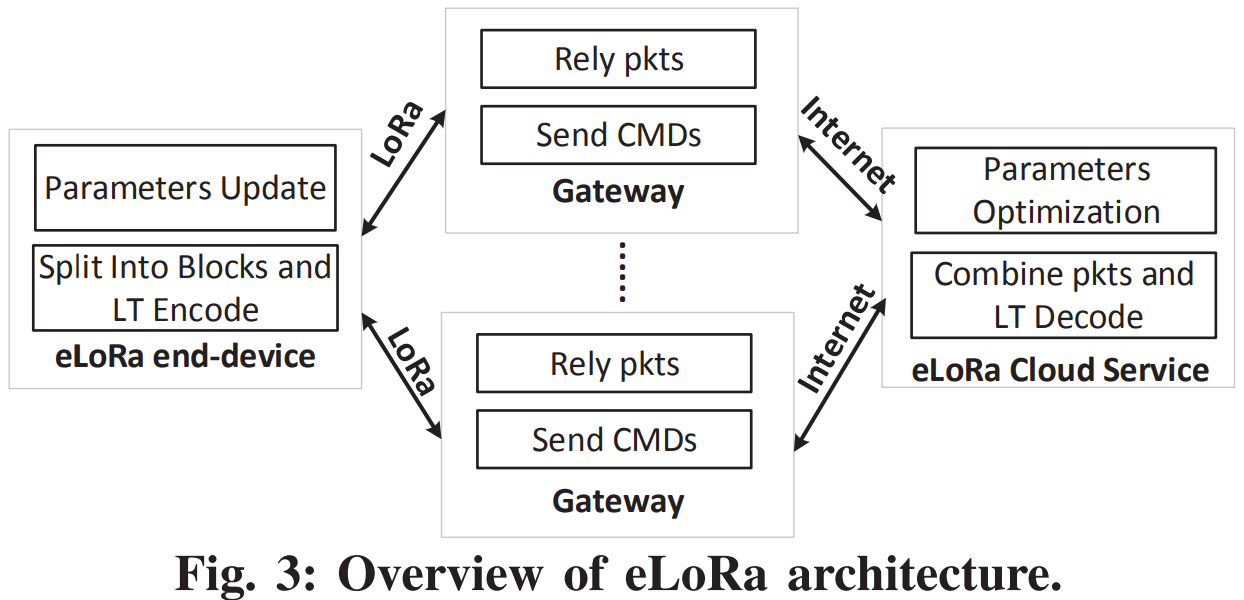 Parameters Update
Split Into Blocks and
LT Encode
eLoRa end-device
LoRa
LoRa
Rely pkts
Send CMDs
Gateway
Rely pkts
Send CMDs
Gateway
Internet
Internet
Parameters
Optimization
Combine pkts and
LT Decode
eLoRa Cloud Service
Fig. 3: Overview of eLoRa architecture.